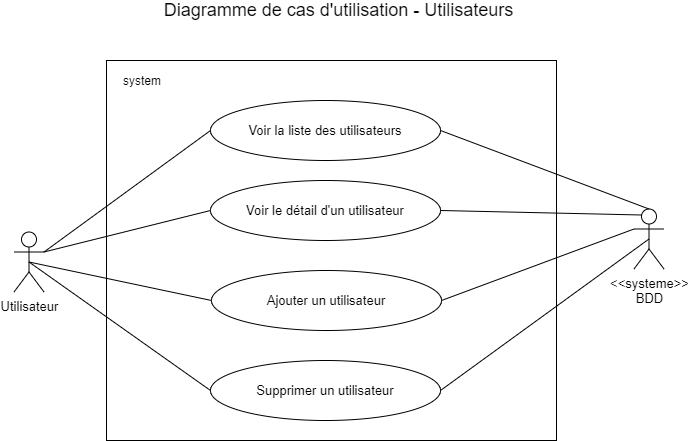 Diagramme de cas d'utilisation - Utilisateurs
system
Voir la liste des utilisateurs
Voir le détail d'un utilisateur
Ajouter un utilisateur
Supprimer un utilisateur
Utilisateur
<<systeme>>
BDD